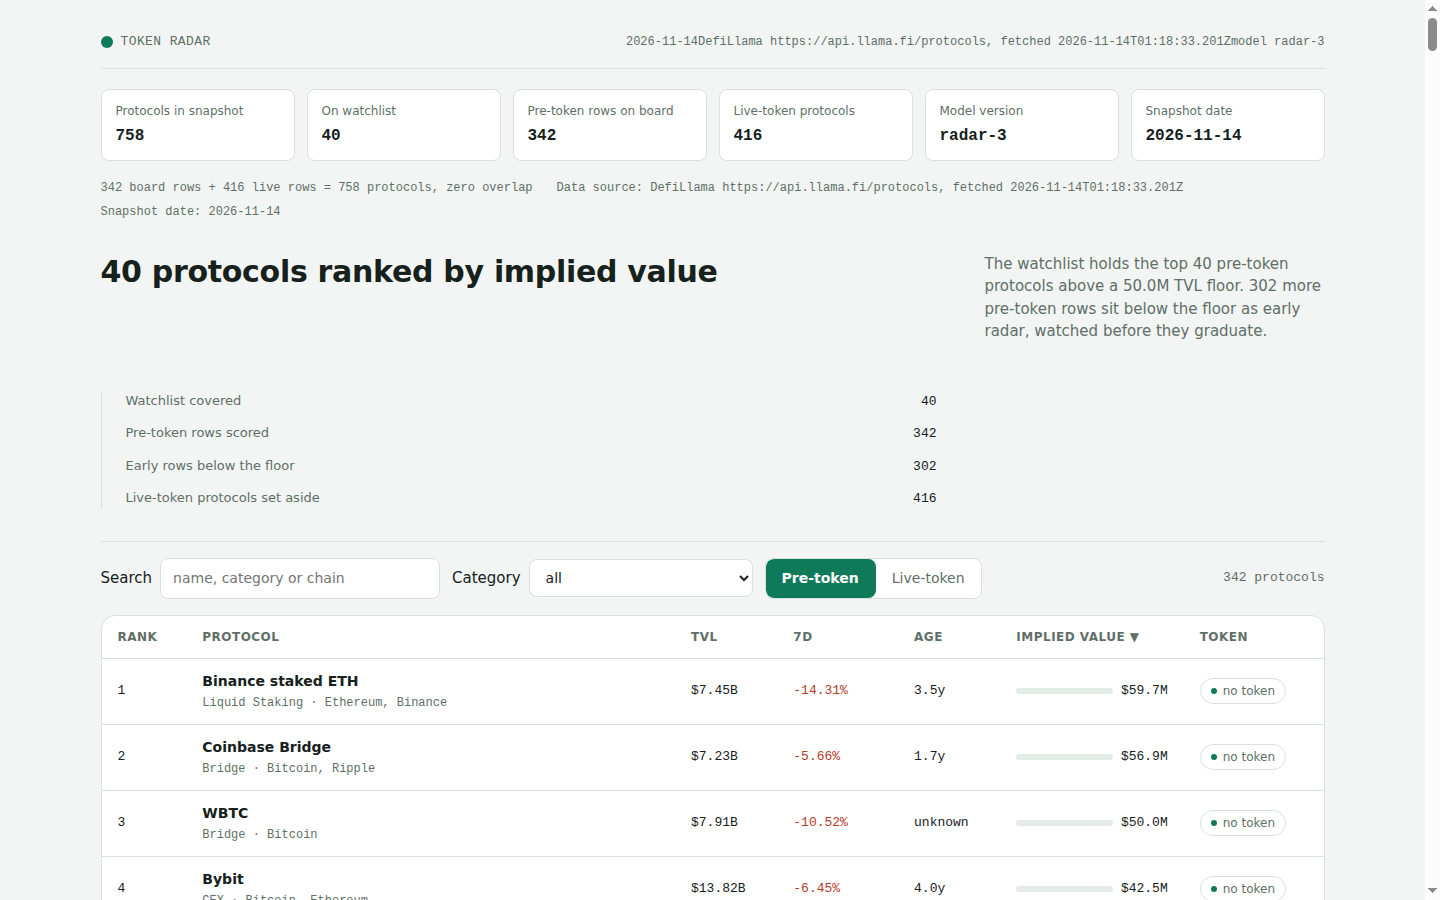 TOKEN RADAR
2026-11-14DefiLlama https://api.llama.fi/protocols, fetched 2026-11-14T01:18:33.201Zmodel radar-3
Protocols in snapshot
758
On watchlist
40
Pre-token rows on board
342
Live-token protocols
416
Model version
radar-3
Snapshot date
2026-11-14
342 board rows + 416 live rows = 758 protocols, zero overlap
Data source: DefiLlama https://api.llama.fi/protocols, fetched 2026-11-14T01:18:33.201Z
Snapshot date: 2026-11-14
40 protocols ranked by implied value
The watchlist holds the top 40 pre-token
protocols above a 50.0M TVL floor. 302 more
pre-token rows sit below the floor as early
radar, watched before they graduate.
Watchlist covered 40
Pre-token rows scored 342
Early rows below the floor 302
Live-token protocols set aside 416
Search name, category or chain Category all Pre-token Live-token 342 protocols
RANK PROTOCOL TVL 7D AGE IMPLIED VALUE ▼ TOKEN
1 Binance staked ETH $7.45B -14.31% 3.5y $59.7M no token
Liquid Staking · Ethereum, Binance
2 Coinbase Bridge $7.23B -5.66% 1.7y $56.9M no token
Bridge · Bitcoin, Ripple
3 WBTC $7.91B -10.52% unknown $50.0M no token
Bridge · Bitcoin
4 Bybit $13.82B -6.45% 4.0y $42.5M no token
CEX · Bitcoin, Ethereum